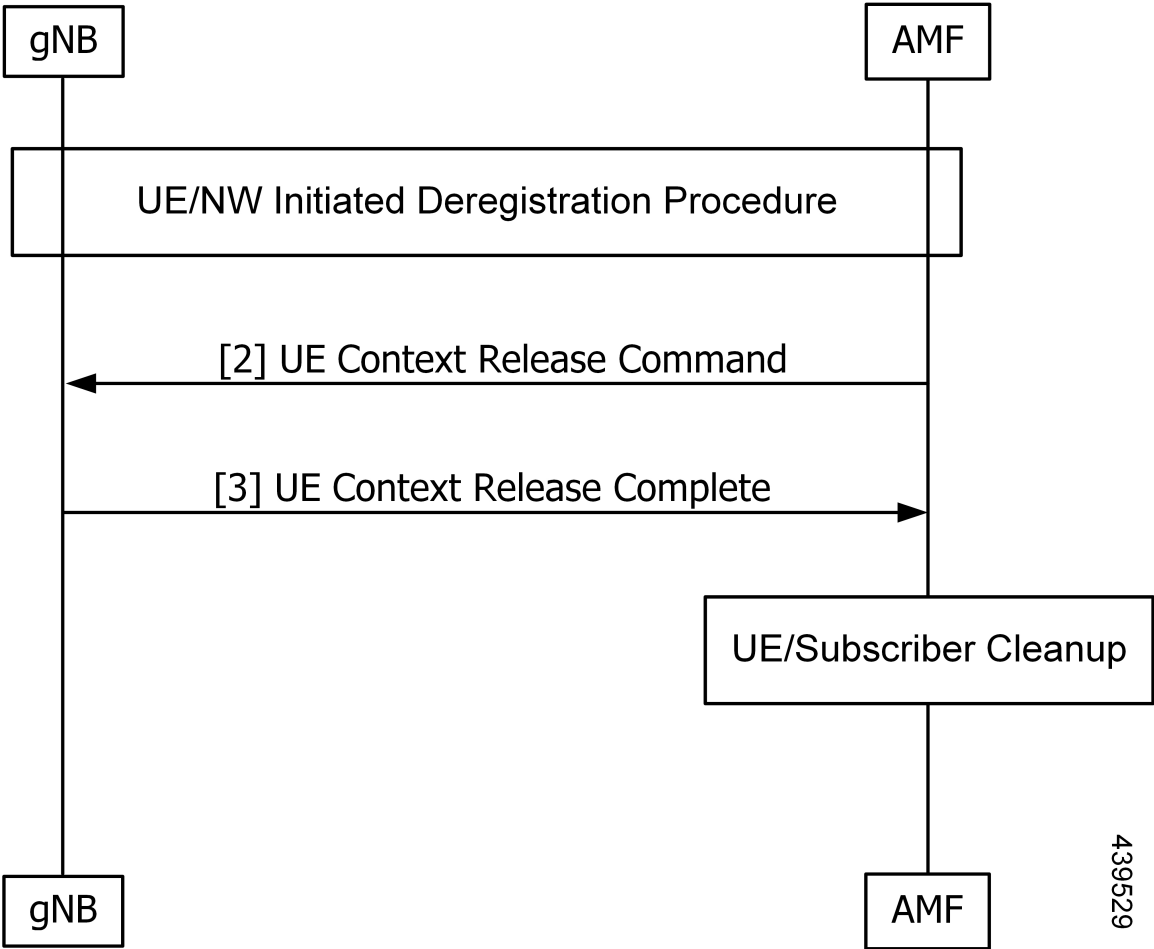 gNB
AMF
UE/NW Initiated Deregistration Procedure
[2] UE Context Release Command
[3] UE Context Release Complete
UE/Subscriber Cleanup
439529
gNB
AMF